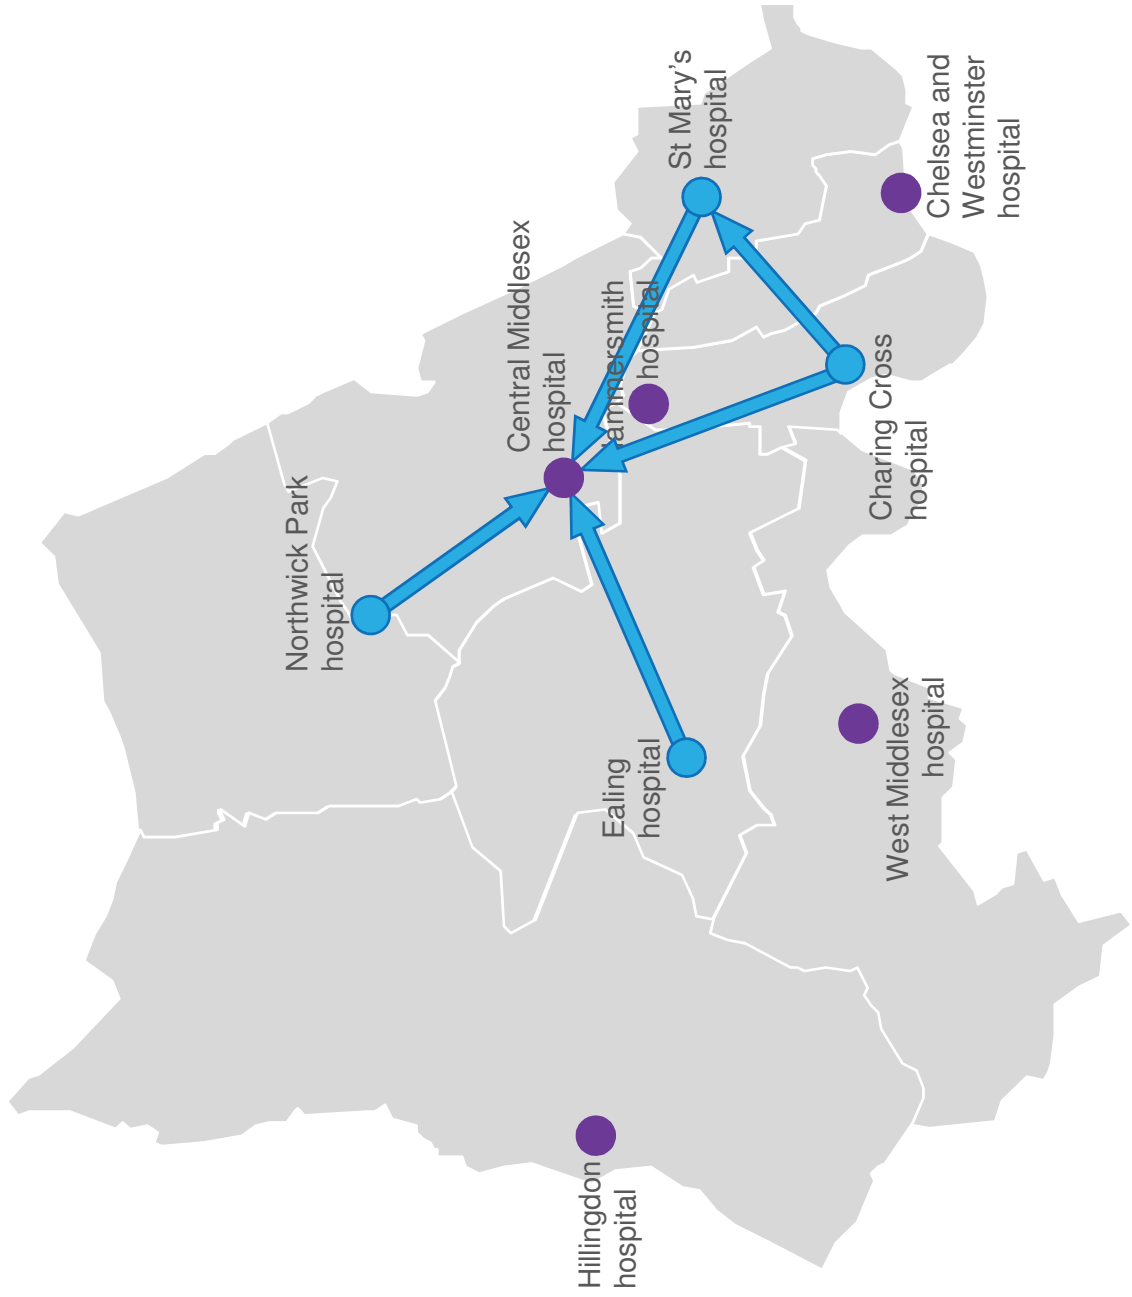 Northwick Park
hospital
Central Middlesex
hospital
St Mary’s
hospital
hospital
Ealing
hospital
Charing Cross
hospital
Chelsea and
Westminster
hospital
West Middlesex
hospital
Hillingdon
hospital